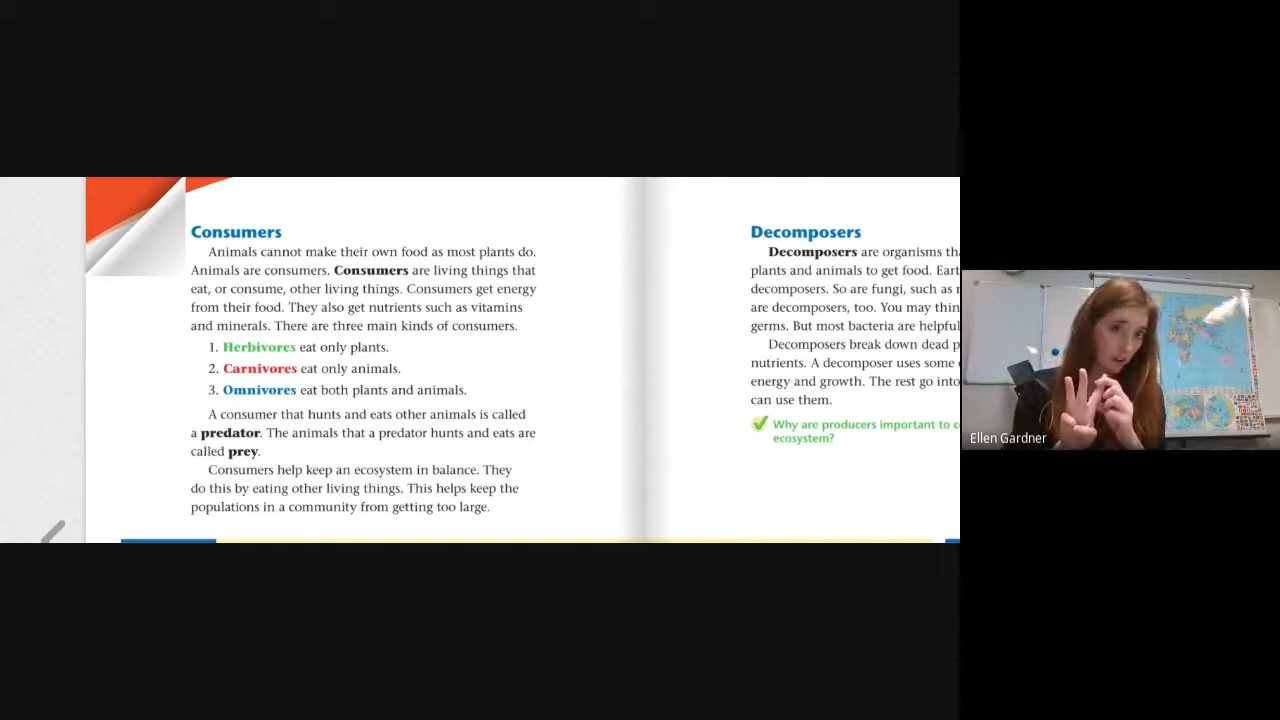 Consumers
Animals cannot make their own food as most plants do.
Animals are consumers. Consumers are living things that
eat, or consume, other living things. Consumers get energy
from their food. They also get nutrients such as vitamins
and minerals. There are three main kinds of consumers.
1. Herbivores eat only plants.
2. Carnivores eat only animals.
3. Omnivores eat both plants and animals.
A consumer that hunts and eats other animals is called
a predator. The animals that a predator hunts and eats are
called prey.
Consumers help keep an ecosystem in balance. They
do this by eating other living things. This helps keep the
populations in a community from getting too large.
Decomposers
Decomposers are organisms
plants and animals to get food.
decomposers. So are fungi, such as
are decomposers, too. You may
germs. But most bacteria are helpful
Decomposers break down dead
nutrients. A decomposer uses some
energy and growth. The rest go into
can use them.
Why are producers important to
ecosystem?
Ellen Gardner